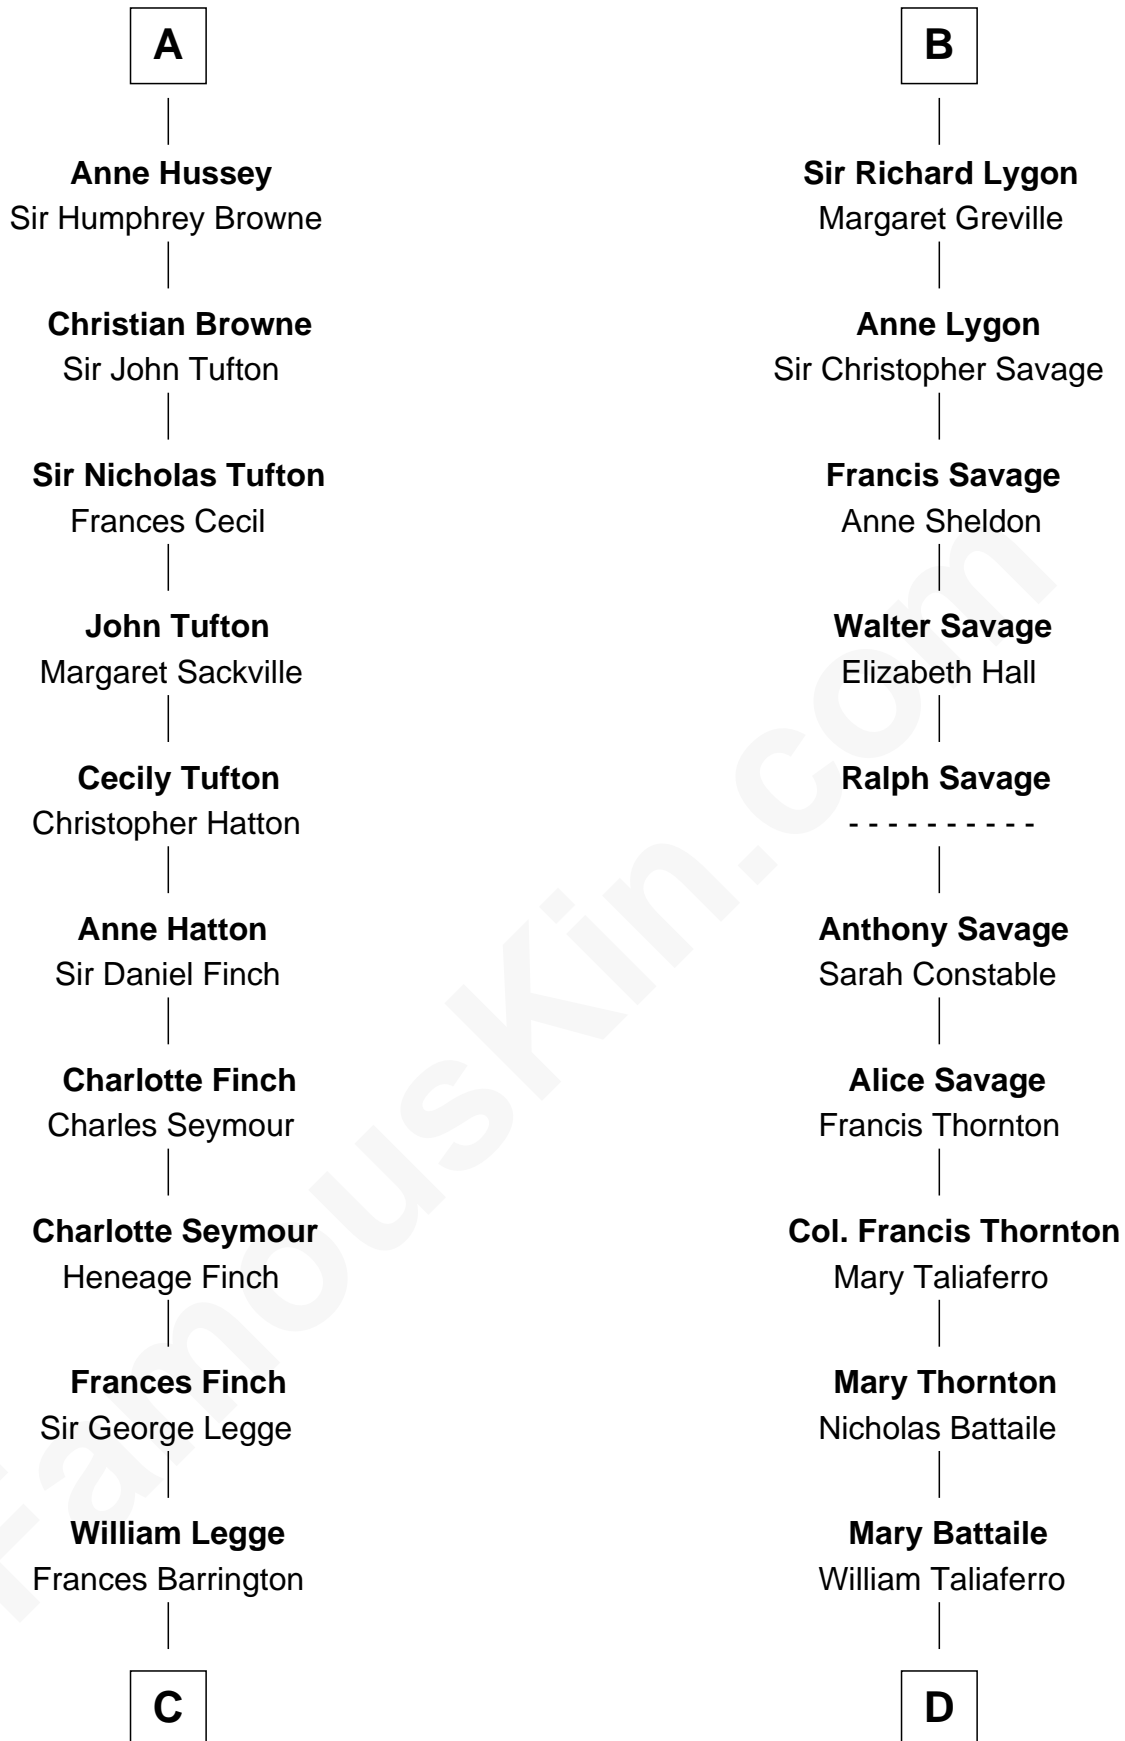 A
Anne Hussey
Sir Humphrey Browne
Christian Browne
Sir John Tufton
Sir Nicholas Tufton
Frances Cecil
John Tufton
Margaret Sackville
Cecily Tufton
Christopher Hatton
Anne Hatton
Sir Daniel Finch
Charlotte Finch
Charles Seymour
Charlotte Seymour
Heneage Finch
Frances Finch
Sir George Legge
William Legge
Frances Barrington
C
B
Sir Richard Lygon
Margaret Greville
Anne Lygon
Sir Christopher Savage
Francis Savage
Anne Sheldon
Walter Savage
Elizabeth Hall
Ralph Savage
- - - - - - - - - -
Anthony Savage
Sarah Constable
Alice Savage
Francis Thornton
Col. Francis Thornton
Mary Taliaferro
Mary Thornton
Nicholas Battaile
Mary Battaile
William Taliaferro
D
FamousKin.com